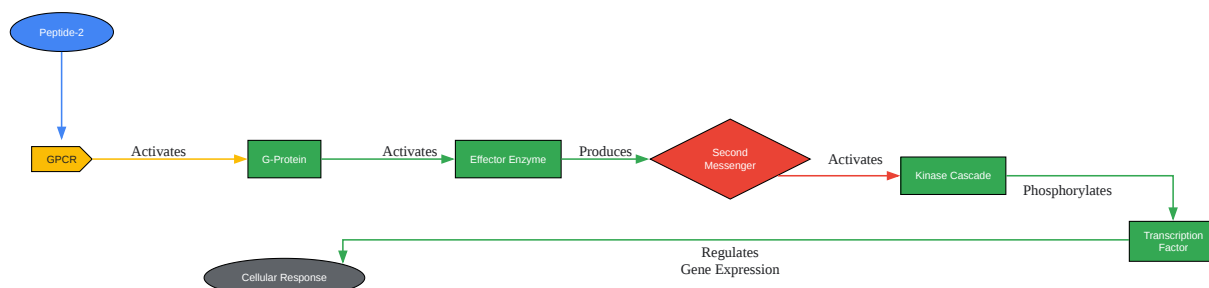 Peptide-2
GPCR
Activates
G-Protein
Activates
Effector Enzyme
Produces
Second
Messenger
Activates
Kinase Cascade
Phosphorylates
Transcription
Factor
Regulates
Gene Expression
Cellular Response